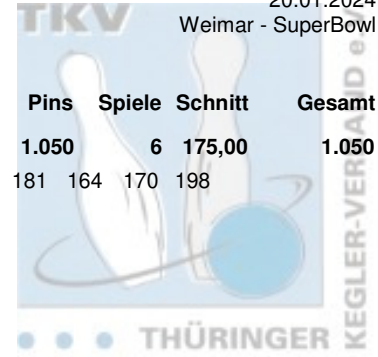 20.01.2024
TKV
Weimar - SuperBowl
Pins Spiele Schnitt Gesamt
1.050 6 175,00 1.050
181 164 170 198
THÜRINGER
KEGLER-VERBAND e.V.